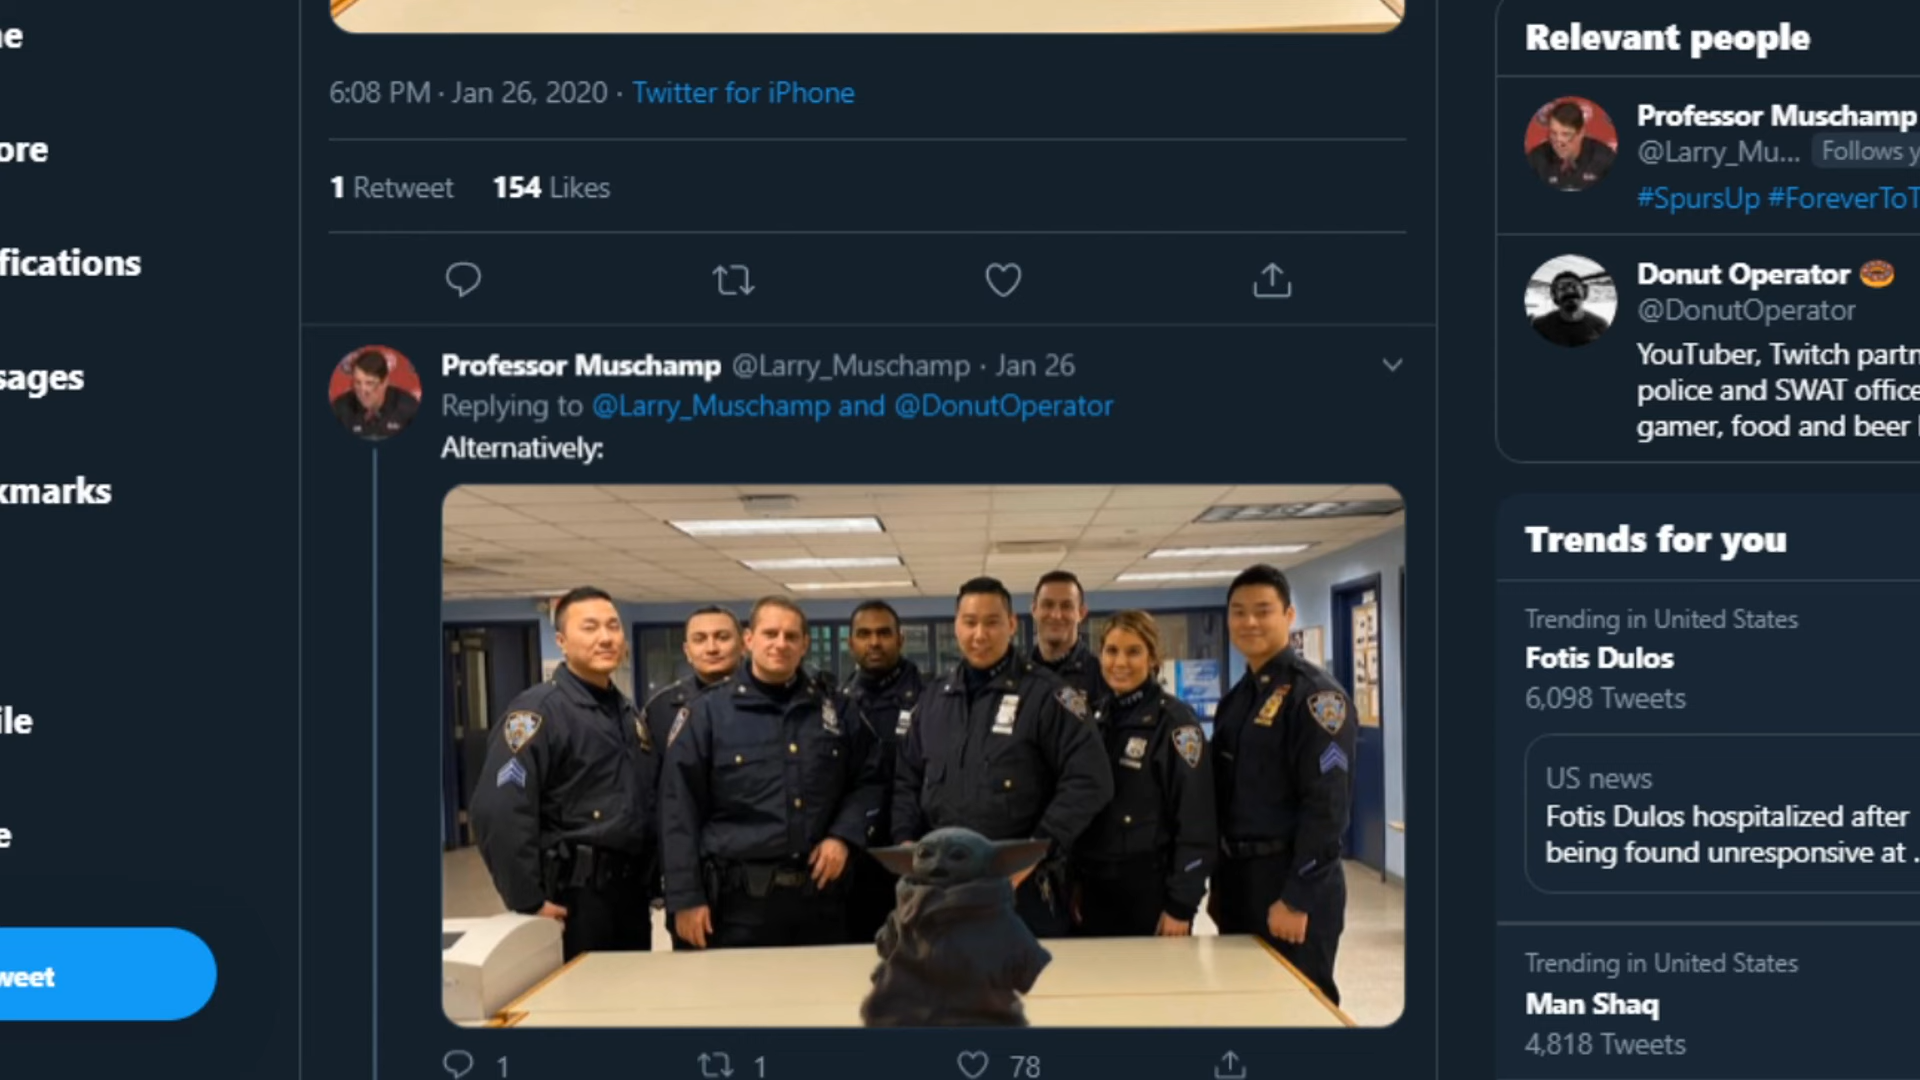 e
ore
fications
sages
kmarks
ile
e
weet
6:08 PM · Jan 26, 2020 · Twitter for iPhone
1 Retweet 154 Likes
Professor Muschamp @Larry_Muschamp · Jan 26
Replying to @Larry_Muschamp and @DonutOperator
Alternatively:
1 1 78
Relevant people
Professor Muschamp
@Larry_Mu... Follows y
#SpursUp #ForeverToT
Donut Operator
@DonutOperator
YouTuber, Twitch partn
police and SWAT office
gamer, food and beer
Trends for you
Trending in United States
Fotis Dulos
6,098 Tweets
US news
Fotis Dulos hospitalized after
being found unresponsive at ...
Trending in United States
Man Shaq
4,818 Tweets